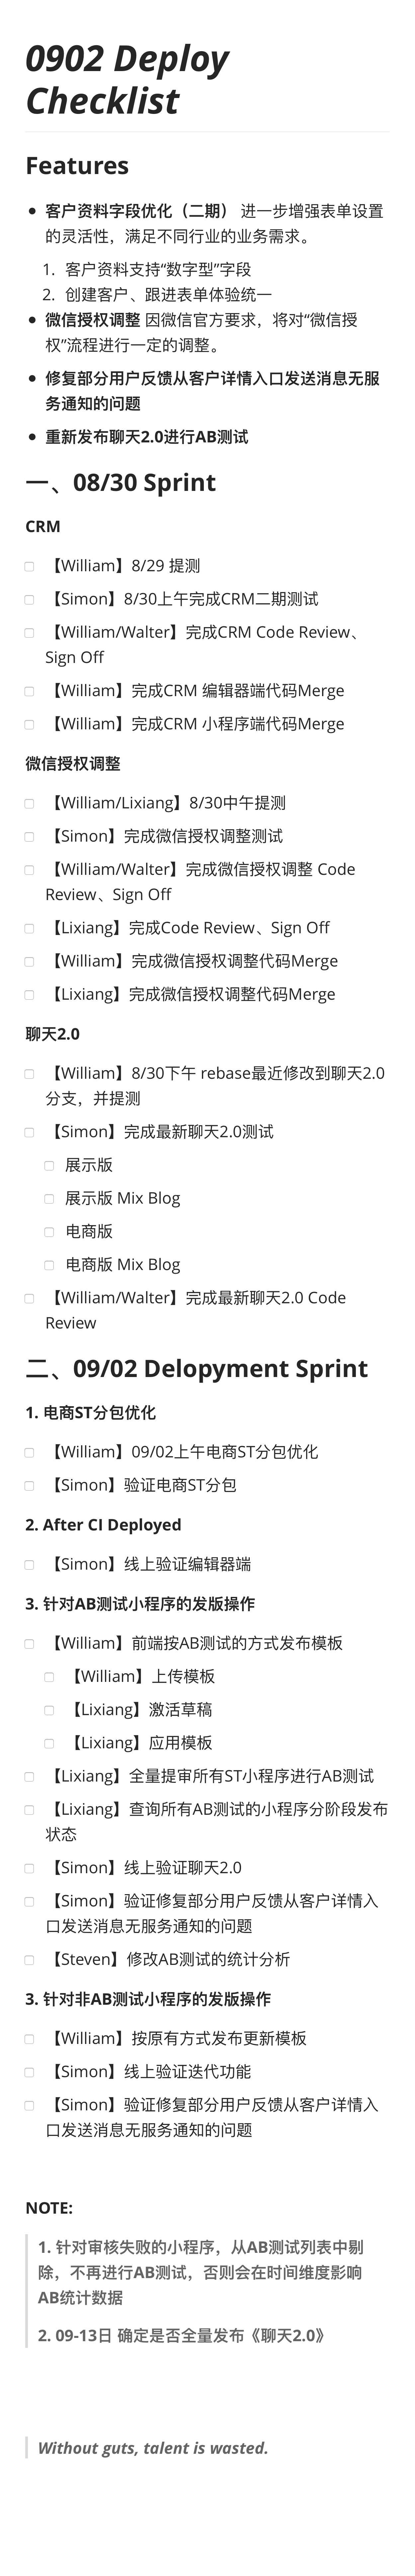 0902 Deploy
Checklist
Features
• 客户资料字段优化（二期） 进一步增强表单设置
的灵活性，满足不同行业的业务需求。
1. 客户资料支持“数字型”字段
2. 创建客户、跟进表单体验统一
• 微信授权调整 因微信官方要求，将对“微信授
权”流程进行一定的调整。
• 修复部分用户反馈从客户详情入口发送消息无服
务通知的问题
• 重新发布聊天2.0进行AB测试
一、08/30 Sprint
CRM
【William】8/29 提测
【Simon】8/30上午完成CRM二期测试
【William/Walter】完成CRM Code Review、
Sign Off
【William】完成CRM 编辑器端代码Merge
【William】完成CRM 小程序端代码Merge
微信授权调整
【William/Lixiang】8/30中午提测
【Simon】完成微信授权调整测试
【William/Walter】完成微信授权调整 Code
Review、Sign Off
【Lixiang】完成Code Review、Sign Off
【William】完成微信授权调整代码Merge
【Lixiang】完成微信授权调整代码Merge
聊天2.0
【William】8/30下午 rebase最近修改到聊天2.0
分支，并提测
【Simon】完成最新聊天2.0测试
展示版
展示版 Mix Blog
电商版
电商版 Mix Blog
【William/Walter】完成最新聊天2.0 Code
Review
二、09/02 Delopyment Sprint
1. 电商ST分包优化
【William】09/02上午电商ST分包优化
【Simon】验证电商ST分包
2. After CI Deployed
【Simon】线上验证编辑器端
3. 针对AB测试小程序的发版操作
【William】前端按AB测试的方式发布模板
【William】上传模板
【Lixiang】激活草稿
【Lixiang】应用模板
【Lixiang】全量提审所有ST小程序进行AB测试
【Lixiang】查询所有AB测试的小程序分阶段发布
状态
【Simon】线上验证聊天2.0
【Simon】验证修复部分用户反馈从客户详情入
口发送消息无服务通知的问题
【Steven】修改AB测试的统计分析
3. 针对非AB测试小程序的发版操作
【William】按原有方式发布更新模板
【Simon】线上验证迭代功能
【Simon】验证修复部分用户反馈从客户详情入
口发送消息无服务通知的问题
NOTE:
1. 针对审核失败的小程序，从AB测试列表中剔
除，不再进行AB测试，否则会在时间维度影响
AB统计数据
2. 09-13日 确定是否全量发布《聊天2.0》
Without guts, talent is wasted.